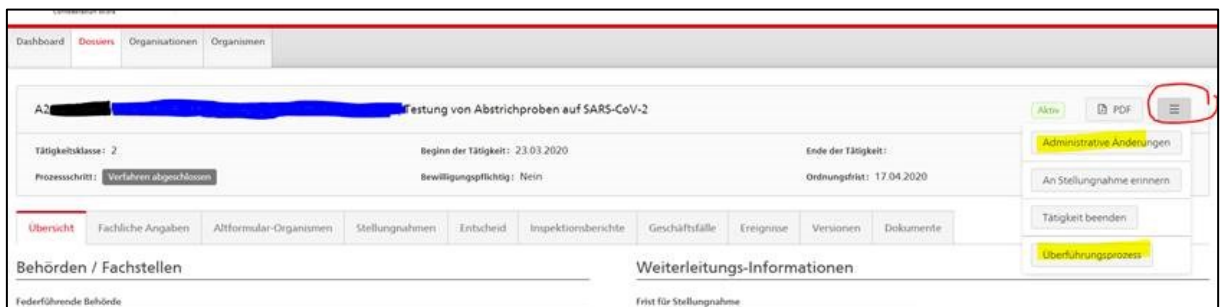 Dashboard Dossiers Organisationen Organismen
A2 Testung von Abstrichproben auf SARS-CoV-2 Aktiv PDF
Tätigkeitsklasse: 2 Beginn der Tätigkeit: 23.03.2020 Ende der Tätigkeit:
Administrative Änderungen
Prozessschritt: Verfahren abgeschlossen Bewilligungspflichtig: Nein Ordnungsfrist: 17.04.2020
An Stellungnahme erinnern
Tätigkeit beenden
Übersicht Fachliche Angaben Altformular-Organismen Stellungnahmen Entscheid Inspektionsberichte Geschäftsfälle Ereignisse Versionen Dokumente
Überführungsprozess
Behörden / Fachstellen Weiterleitungs-Informationen
Federführende Behörde Frist für Stellungnahme